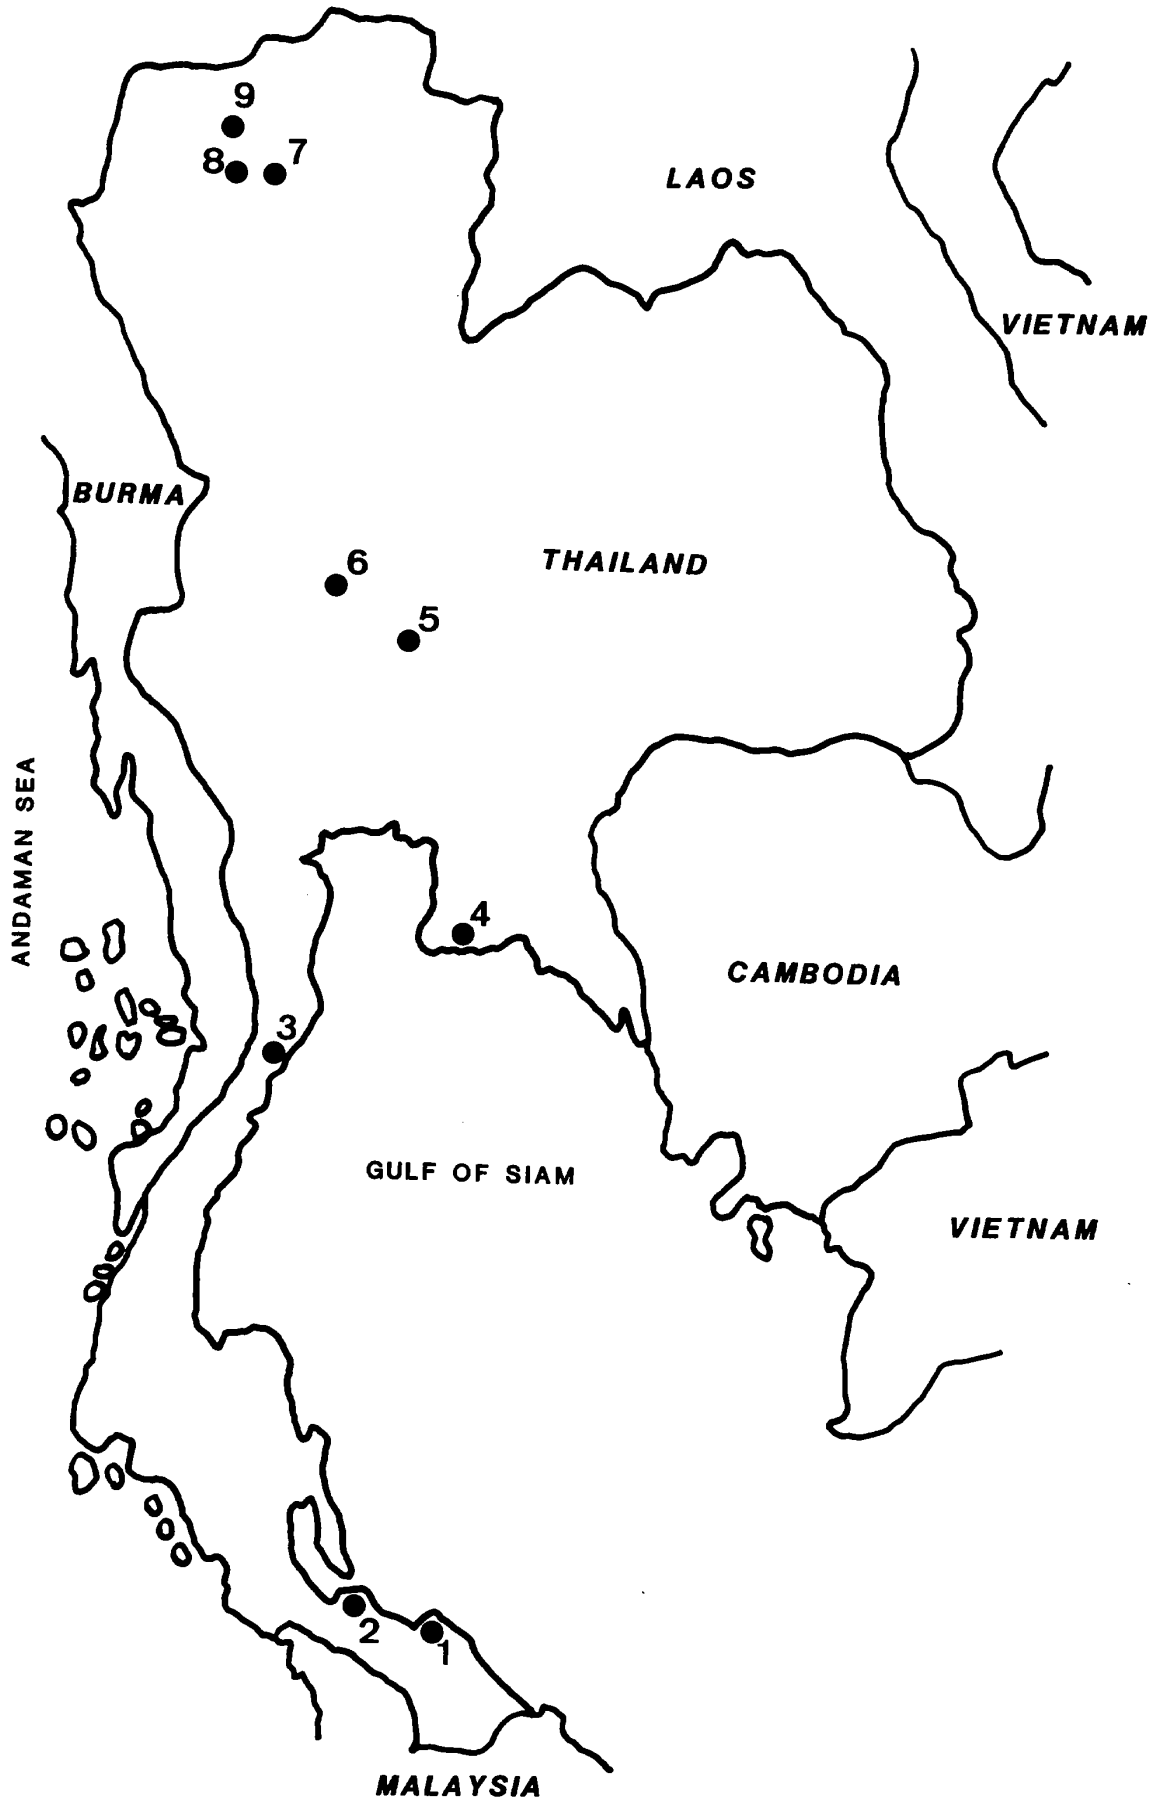 9
8
7
LAOS
VIETNAM
BURMA
6
THAILAND
5
ANDAMAN SEA
4
CAMBODIA
3
GULF OF SIAM
VIETNAM
2
1
MALAYSIA